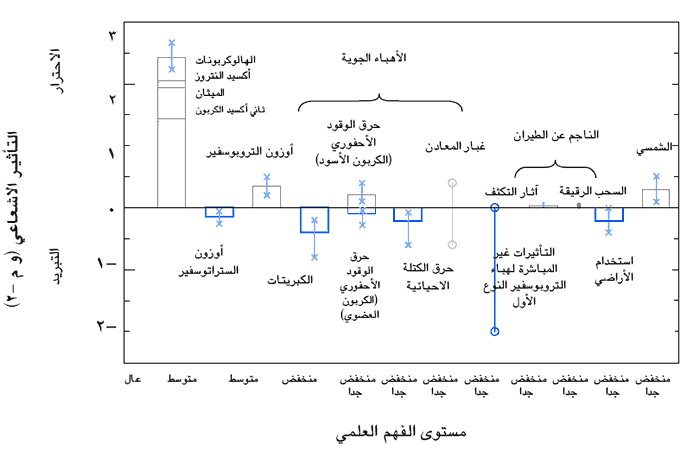 ٣
٢
١
٠
١–
٢–
الاحترار
التبريد
التأثير الاشعاعي (و م –٢)
الهالوكربونات
أكسيد النتروز
الميثان
ثاني أكسيد الكربون
الأهباء الجوية
أوزون التروبوسفير
حرق الوقود
الأحفوري
(الكربون الأسود)
غبار المعادن
الناجم عن الطيران
آثار التكثف
السحب الرقيقة
الشمسي
أوزون
الستراتوسفير
الكبريتات
حرق
الوقود
الأحفوري
(الكربون
العضوي)
حرق الكتلة
الاحيائية
التأثيرات غير
المباشرة لهباء
التروبوسفير النوع
الأول
استخدام
الأراضي
عال
متوسط
متوسط
منخفض
منخفض
جدا
منخفض
جدا
منخفض
جدا
منخفض
جدا
منخفض
جدا
منخفض
جدا
منخفض
جدا
منخفض
جدا
مستوى الفهم العلمي